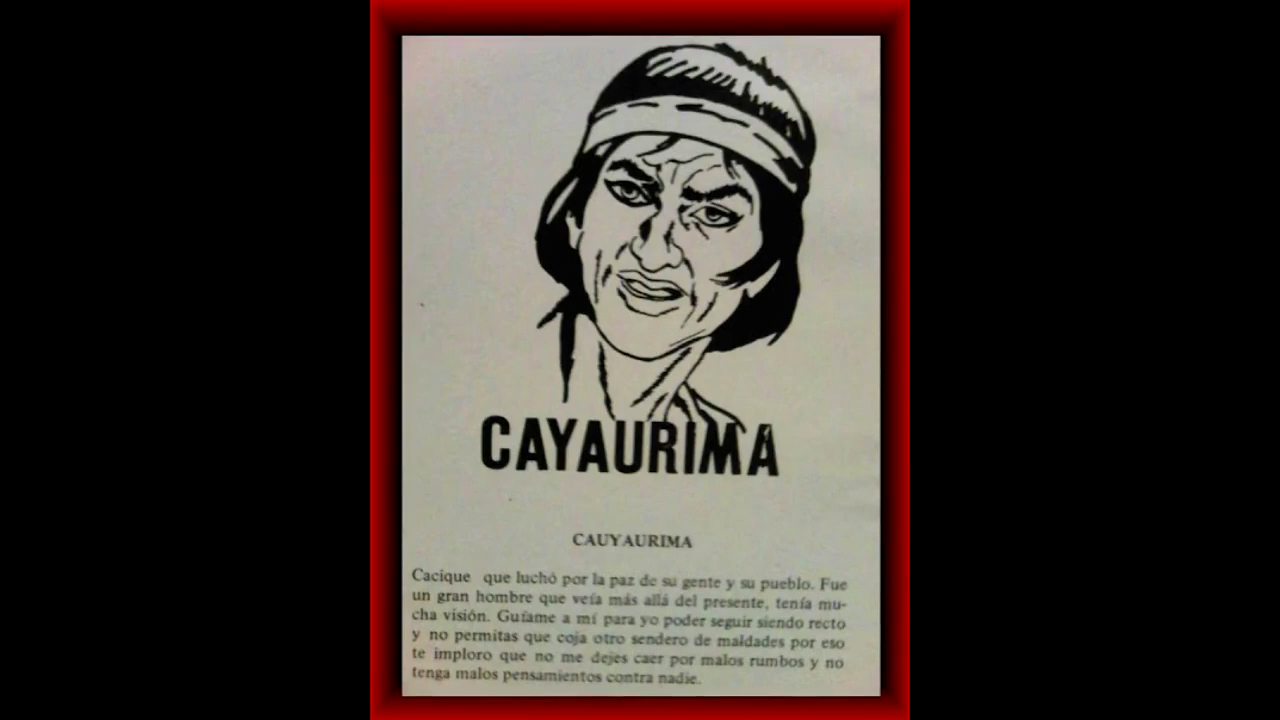 CAYAURIMA
CAUYAURIMA
Cacique que luchó por la paz de su gente y su pueblo. Fue
un gran hombre que veía más allá del presente, tenía mu-
cha visión. Guíame a mí para yo poder seguir siendo recto
y no permitas que coja otro sendero de maldades por eso
te imploro que no me dejes caer por malos rumbos y no
tenga malos pensamientos contra nadie.